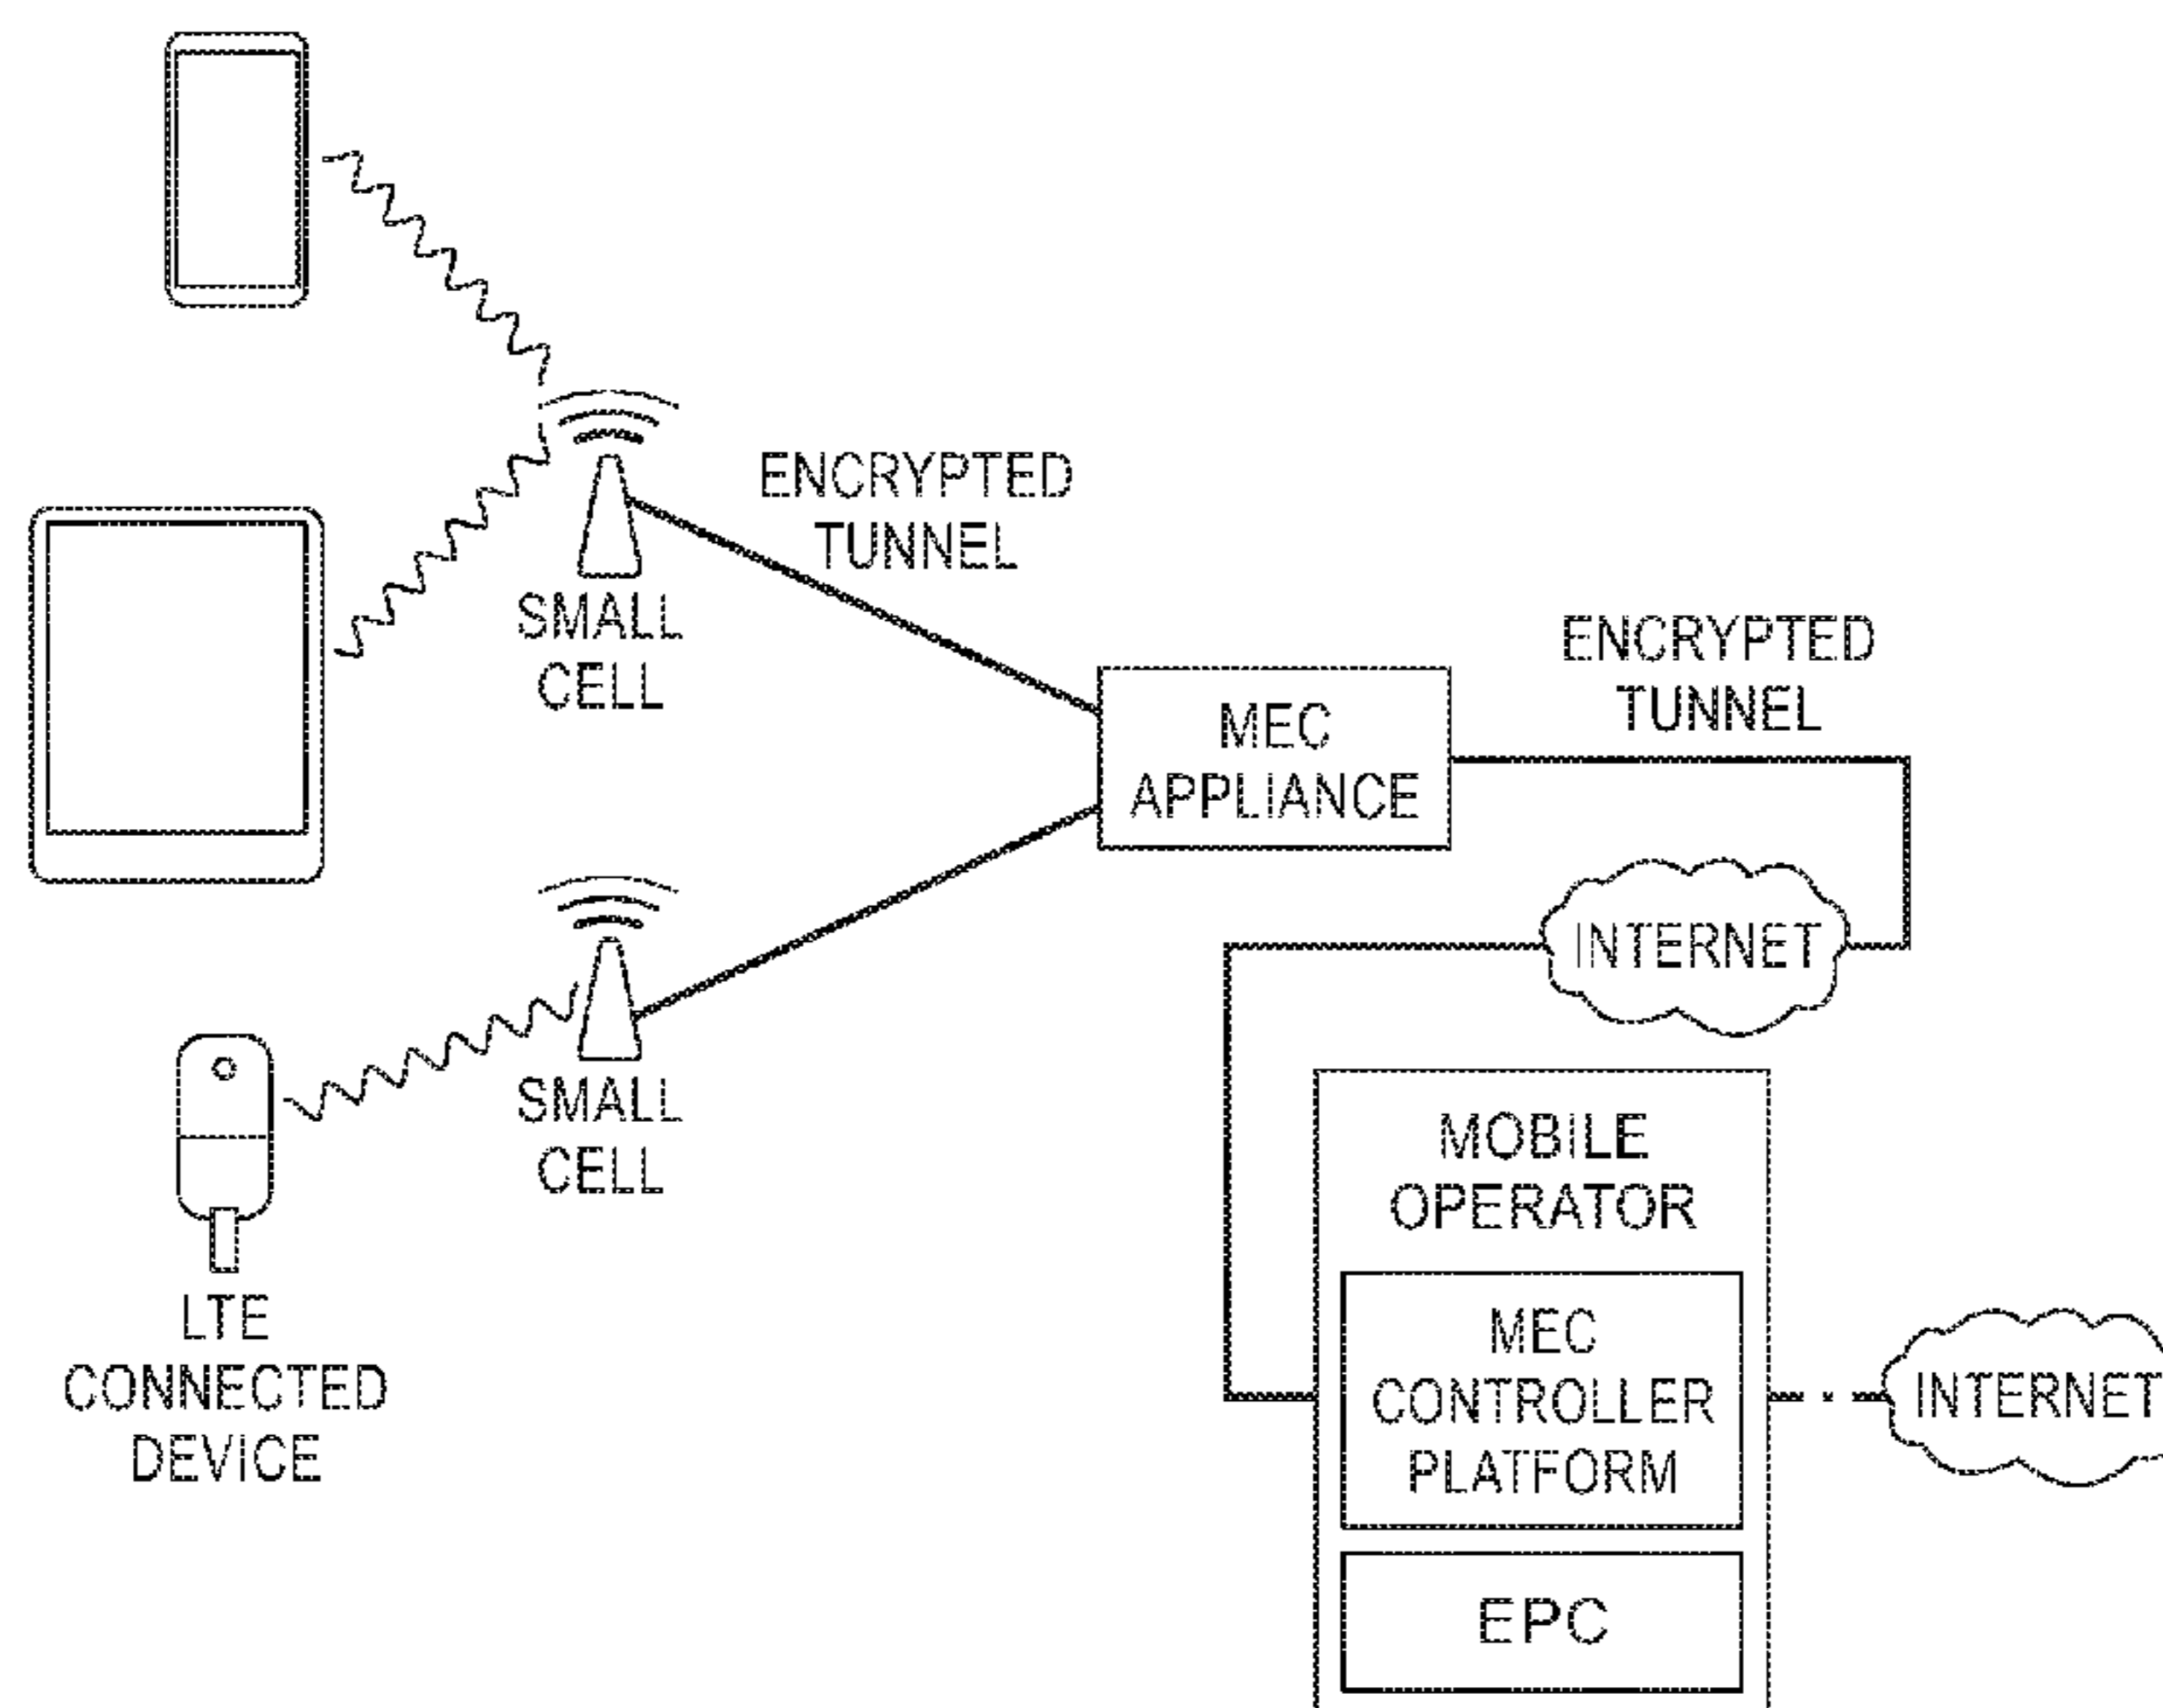 ENCRYPTED
TUNNEL
SMALL
CELL
ENCRYPTED
TUNNEL
MEC
APPLIANCE
INTERNET
SMALL
CELL
MOBILE
OPERATOR
LTE
CONNECTED
DEVICE
MEC
CONTROLLER
PLATFORM
INTERNET
EPC